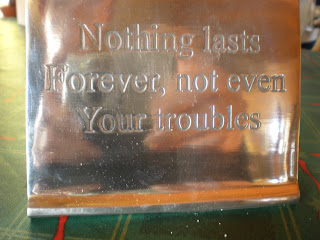 Nothing lasts
Forever, not even
Your troubles